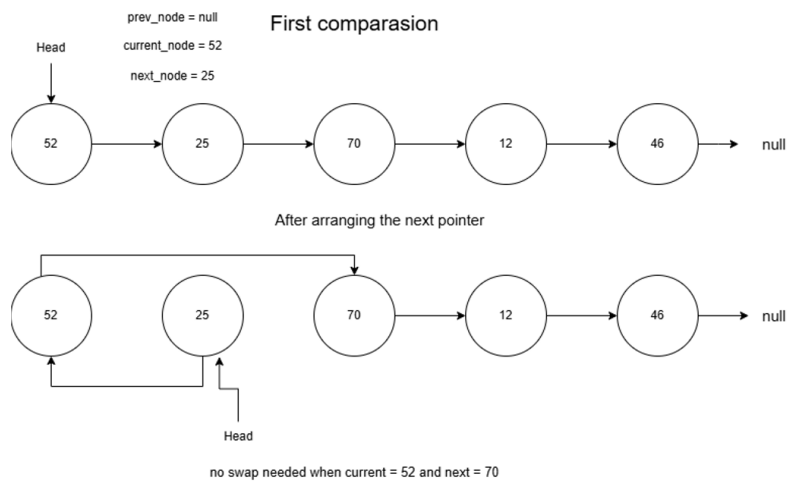 prev_node = null
First comparasion
current_node = 52
Head
next_node = 25
52
25
70
12
46
null
After arranging the next pointer
52
25
70
12
46
null
Head
no swap needed when current = 52 and next = 70